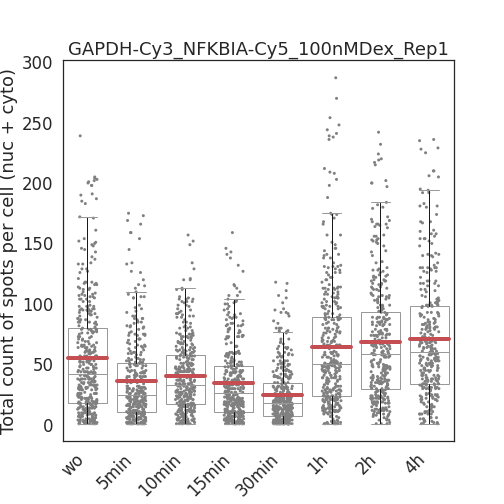 GAPDH-Cy3_NFKBIA-Cy5_100nMDex_Rep1
Total count of spots per cell (nuc + cyto)
300
250
200
150
100
50
0
wo
5min
10min
15min
30min
1h
2h
4h